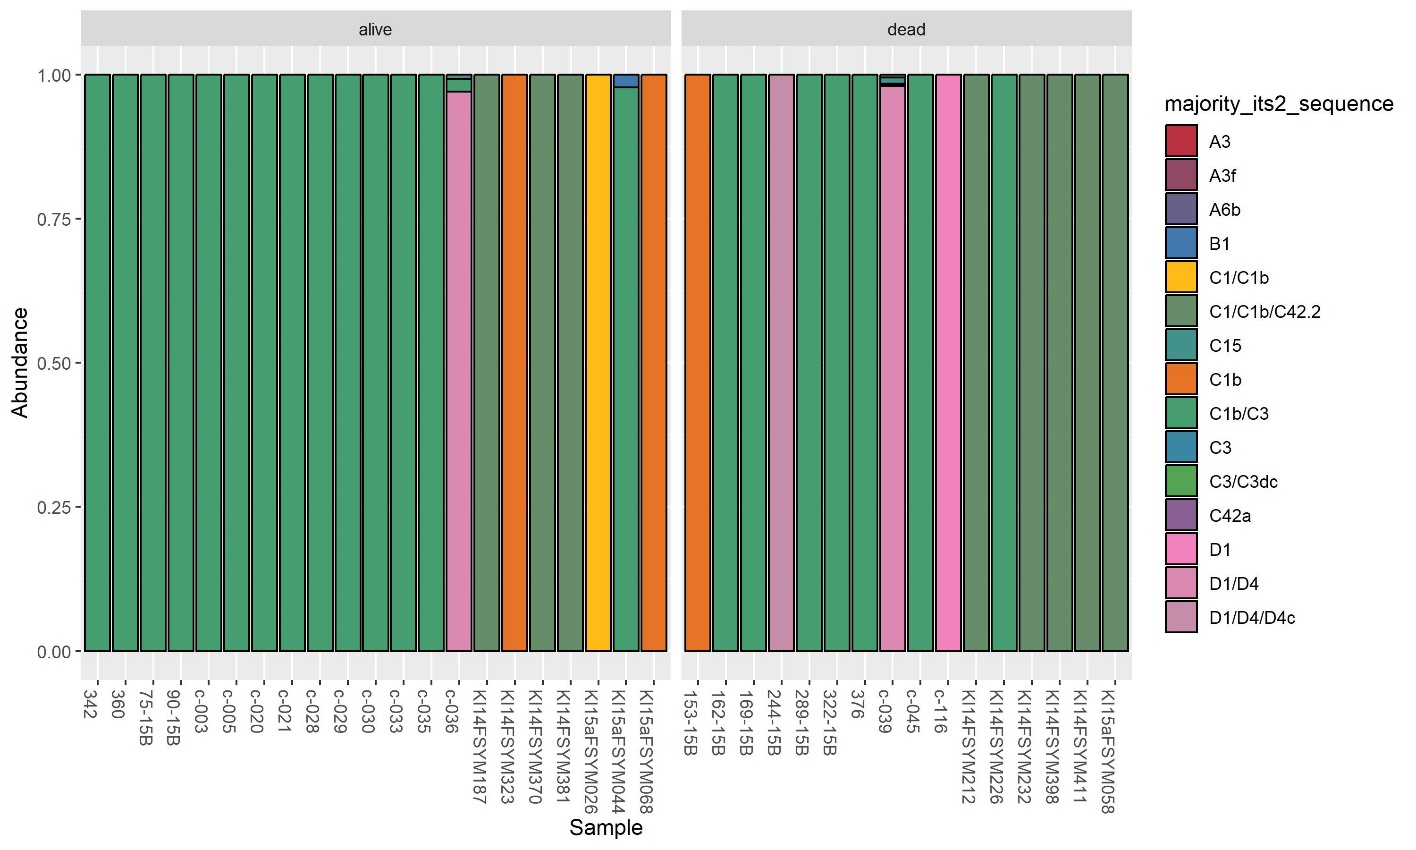 alive
dead
1.00
0.75
0.50
0.25
0.00
Abundance
342
360
75-15B
90-15B
c-003
c-005
c-020
c-021
c-028
c-029
c-030
c-033
c-035
c-036
KI14FSYM187
KI14FSYM323
KI14FSYM370
KI14FSYM381
KI15aFSYM026
KI15aFSYM044
KI15aFSYM068
153-15B
162-15B
169-15B
244-15B
289-15B
322-15B
376
c-039
c-045
c-116
KI14FSYM212
KI14FSYM226
KI14FSYM232
KI14FSYM398
KI14FSYM411
KI15aFSYM058
Sample
majority_its2_sequence
A3
A3f
A6b
B1
C1/C1b
C1/C1b/C42.2
C15
C1b
C1b/C3
C3
C3/C3dc
C42a
D1
D1/D4
D1/D4/D4c